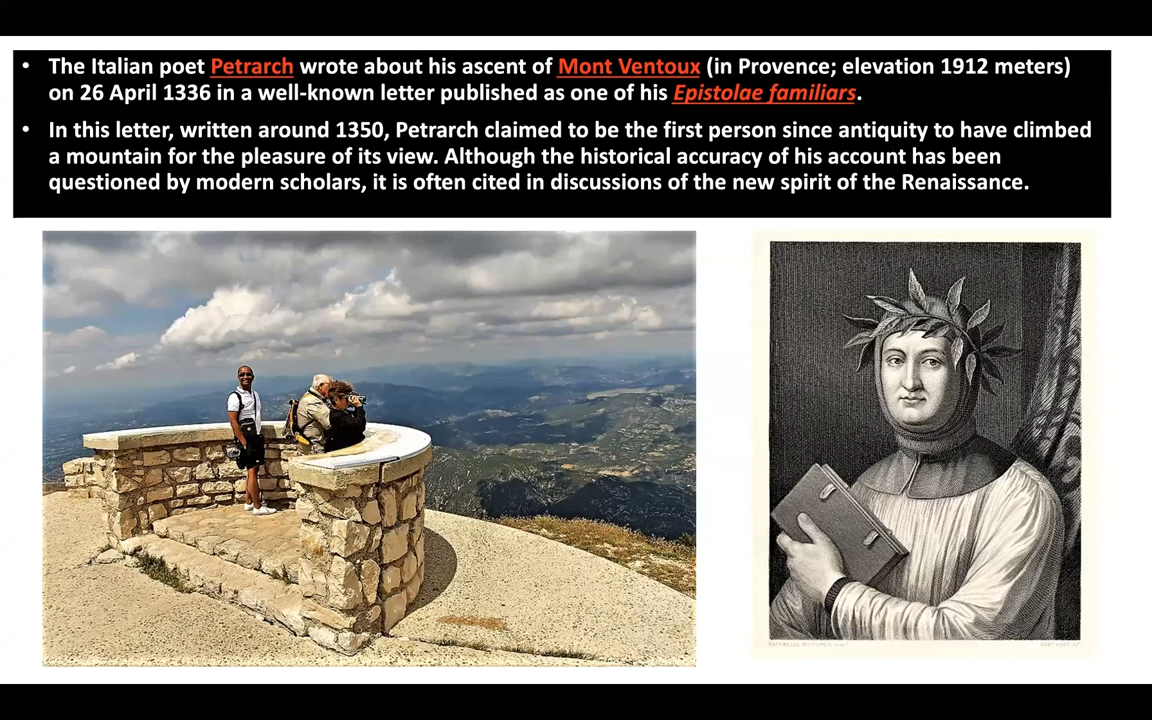 • The Italian poet Petrarch wrote about his ascent of Mont Ventoux (in Provence; elevation 1912 meters)
on 26 April 1336 in a well-known letter published as one of his Epistolae familiars.
• In this letter, written around 1350, Petrarch claimed to be the first person since antiquity to have climbed
a mountain for the pleasure of its view. Although the historical accuracy of his account has been
questioned by modern scholars, it is often cited in discussions of the new spirit of the Renaissance.